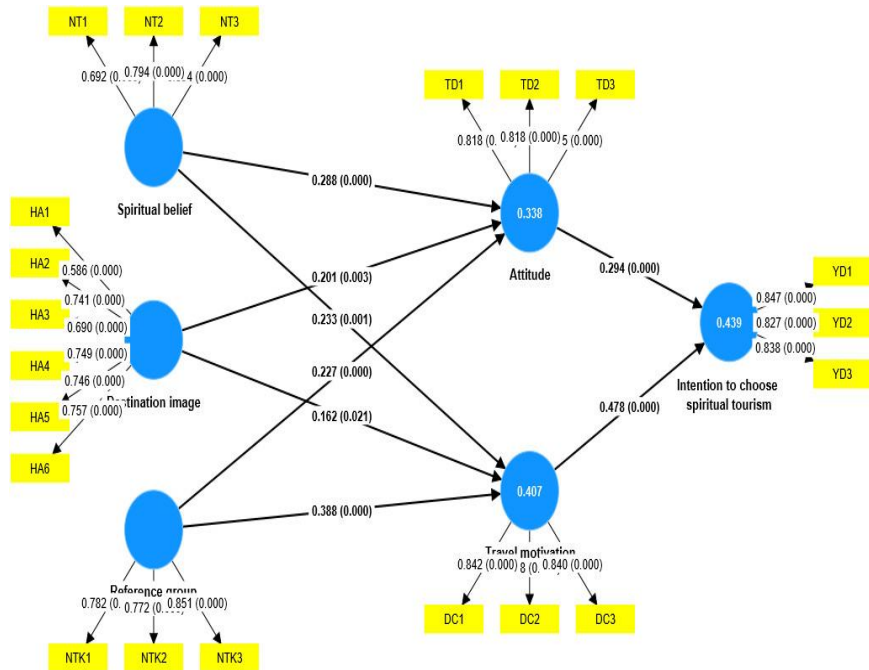 NT1 NT2 NT3
0.692 0.794 (0.000) (0.000)
TD1 TD2 TD3
0.818 0.818 (0.000) (0.000)
Spiritual belief
0.288 (0.000)
0.338
Attitude
HA1
HA2
HA3
HA4
HA5
HA6
0.586 (0.000)
0.741 (0.000)
0.690 (0.000)
0.749 (0.000)
0.746 (0.000)
0.757 (0.000)
Destination image
0.201 (0.003)
0.233 (0.001)
0.227 (0.000)
0.162 (0.021)
0.388 (0.000)
0.294 (0.000)
0.478 (0.000)
0.439
Intention to choose
spiritual tourism
0.847 (0.000)
0.827 (0.000)
0.838 (0.000)
YD1
YD2
YD3
0.407
Travel motivation
0.842 (0.000) 0.840 (0.000)
DC1 DC2 DC3
Reference group
0.782 0.772 0.851 (0.000)
NTK1 NTK2 NTK3